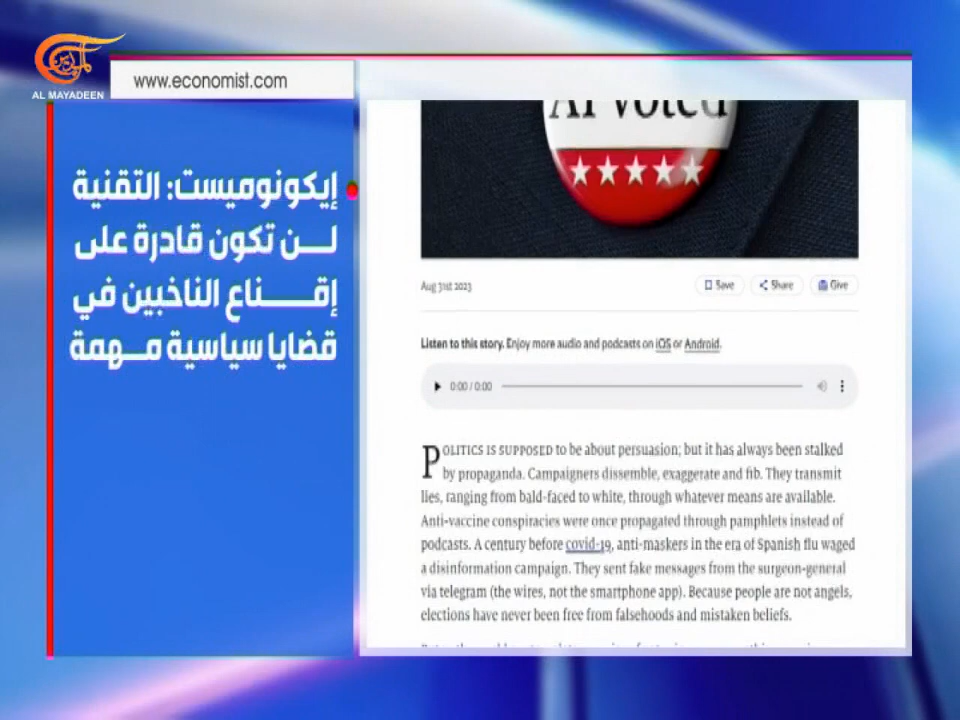 AL MAYADEEN
www.economist.com
إيكونوميست: التقنية
لن تكون قادرة على
إقناع الناخبين في
قضايا سياسية مهمة
AI voted
Aug 31st 2023
Save
Share
Give
Listen to this story. Enjoy more audio and podcasts on iOS or Android.
0:00 / 0:00
POLITICS IS SUPPOSED to be about persuasion; but it has always been stalked
by propaganda. Campaigners dissemble, exaggerate and fib. They transmit
lies, ranging from bald-faced to white, through whatever means are available.
Anti-vaccine conspiracies were once propagated through pamphlets instead of
podcasts. A century before covid-19, anti-maskers in the era of Spanish flu waged
a disinformation campaign. They sent fake messages from the surgeon-general
via telegram (the wires, not the smartphone app). Because people are not angels,
elections have never been free from falsehoods and mistaken beliefs.